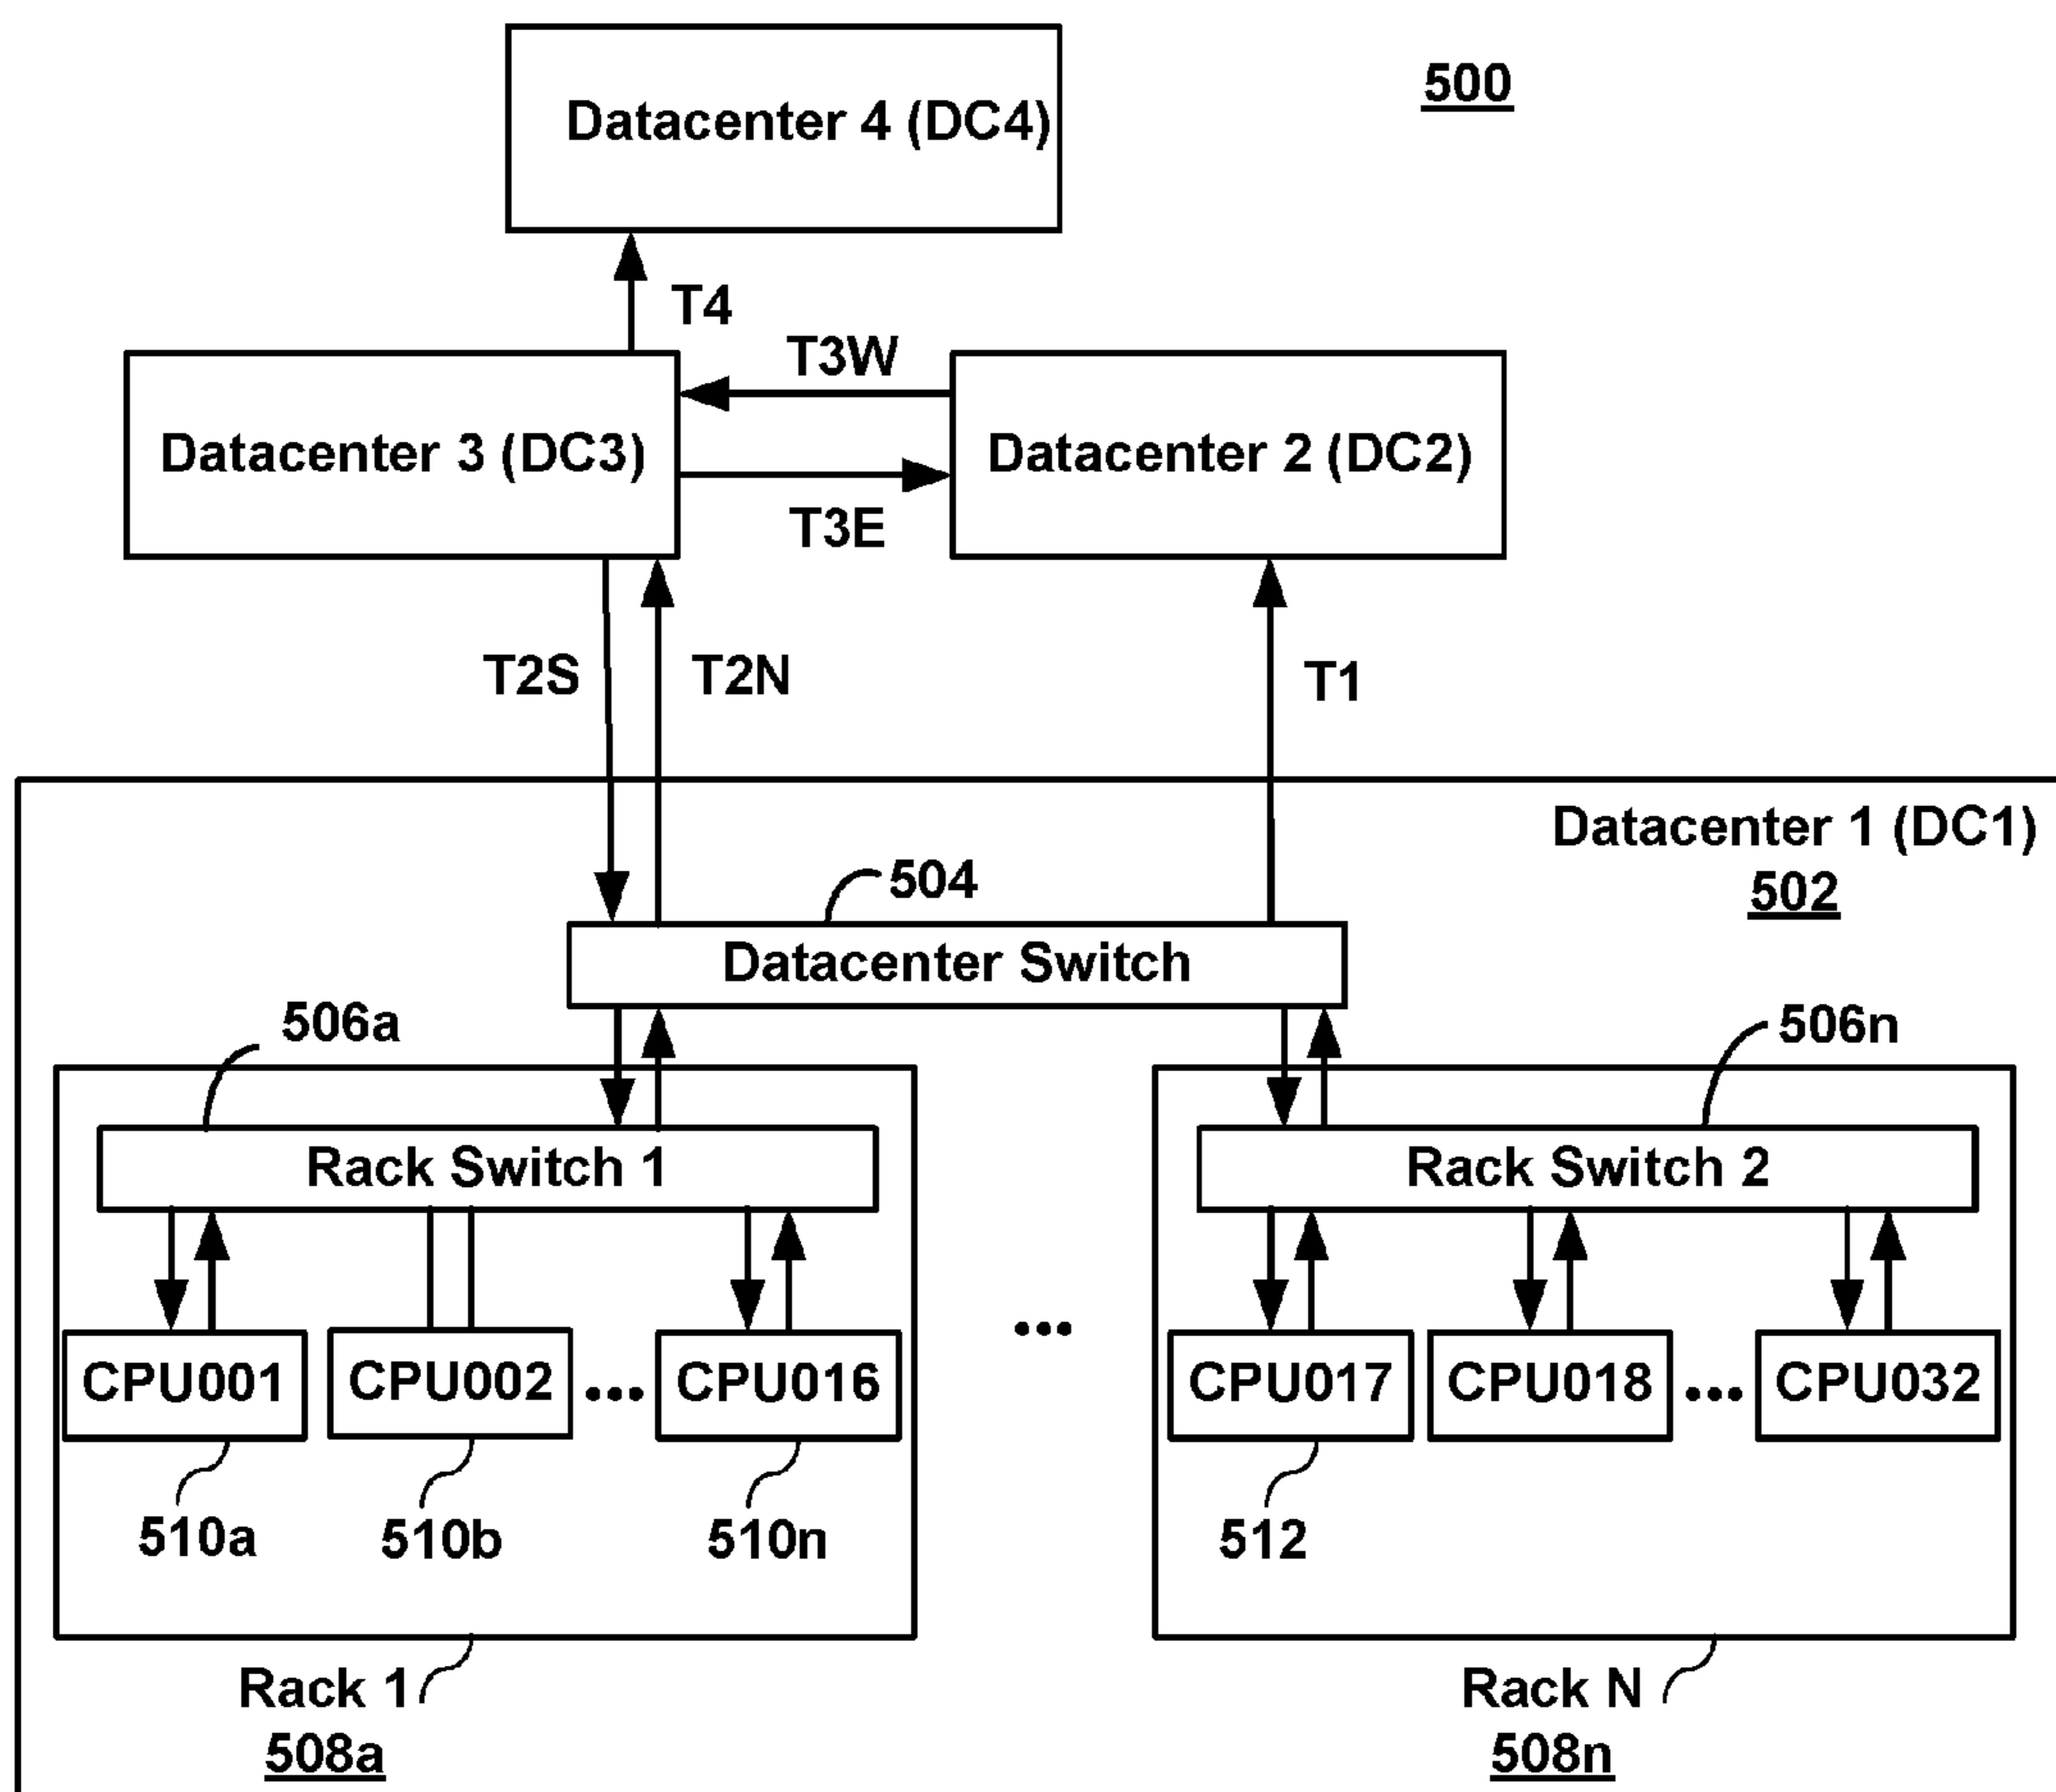 Datacenter 4 (DC4)
500
T4
T3W
Datacenter 3 (DC3)
Datacenter 2 (DC2)
T3E
T2S
T2N
T1
Datacenter 1 (DC1)
502
504
Datacenter Switch
506a
506n
Rack Switch 1
Rack Switch 2
CPU001
CPU002
...
CPU016
...
CPU017
CPU018
...
CPU032
510a
510b
510n
512
Rack 1
508a
Rack N
508n